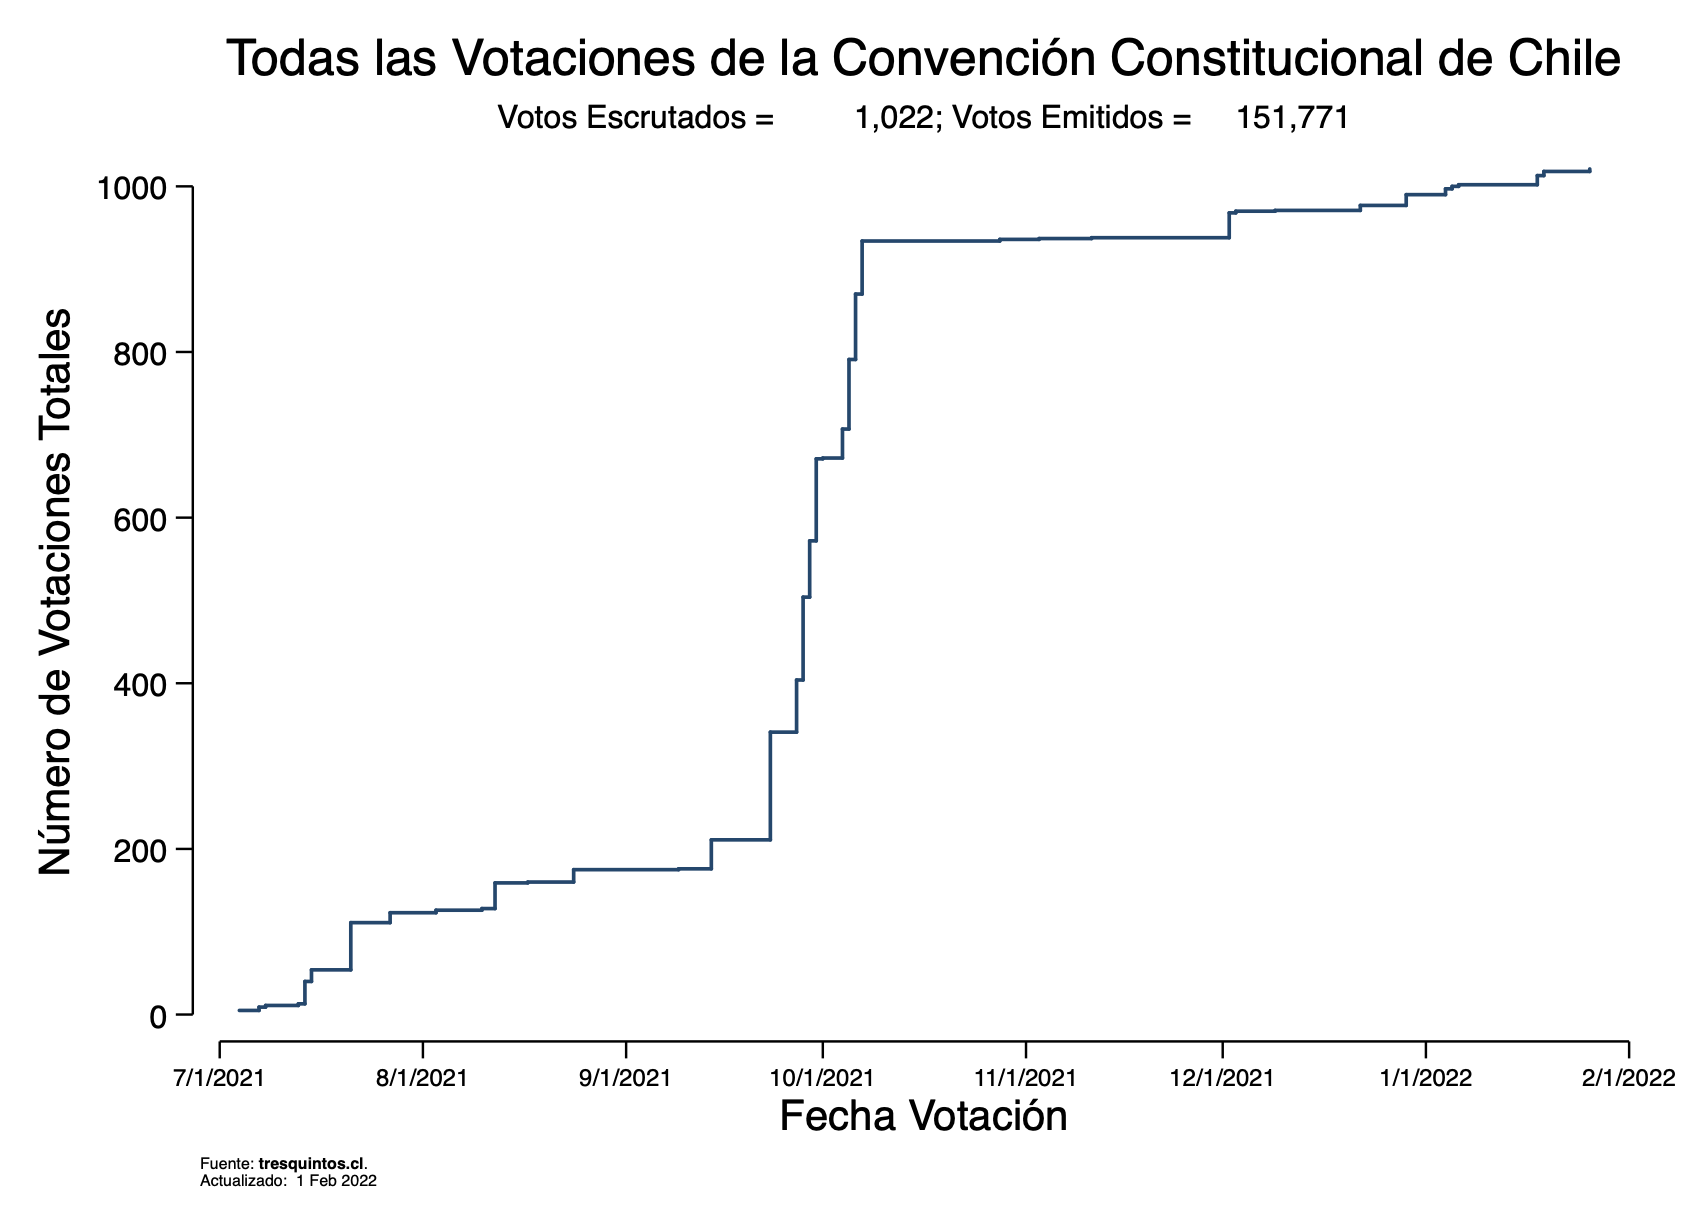 Todas las Votaciones de la Convención Constitucional de Chile
Votos Escrutados = 1,022; Votos Emitidos = 151,771
Número de Votaciones Totales
1000
800
600
400
200
0
7/1/2021 8/1/2021 9/1/2021 10/1/2021 11/1/2021 12/1/2021 1/1/2022 2/1/2022
Fecha Votación
Fuente: tresquintos.cl.
Actualizado: 1 Feb 2022